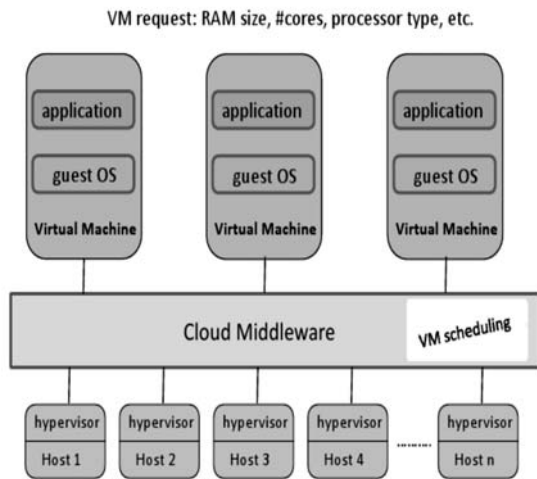 VM request: RAM size, #cores, processor type, etc.
application application application
guest OS guest OS guest OS
Virtual Machine Virtual Machine Virtual Machine
Cloud Middleware VM scheduling
hypervisor hypervisor hypervisor hypervisor hypervisor
Host 1 Host 2 Host 3 Host 4 .......... Host n